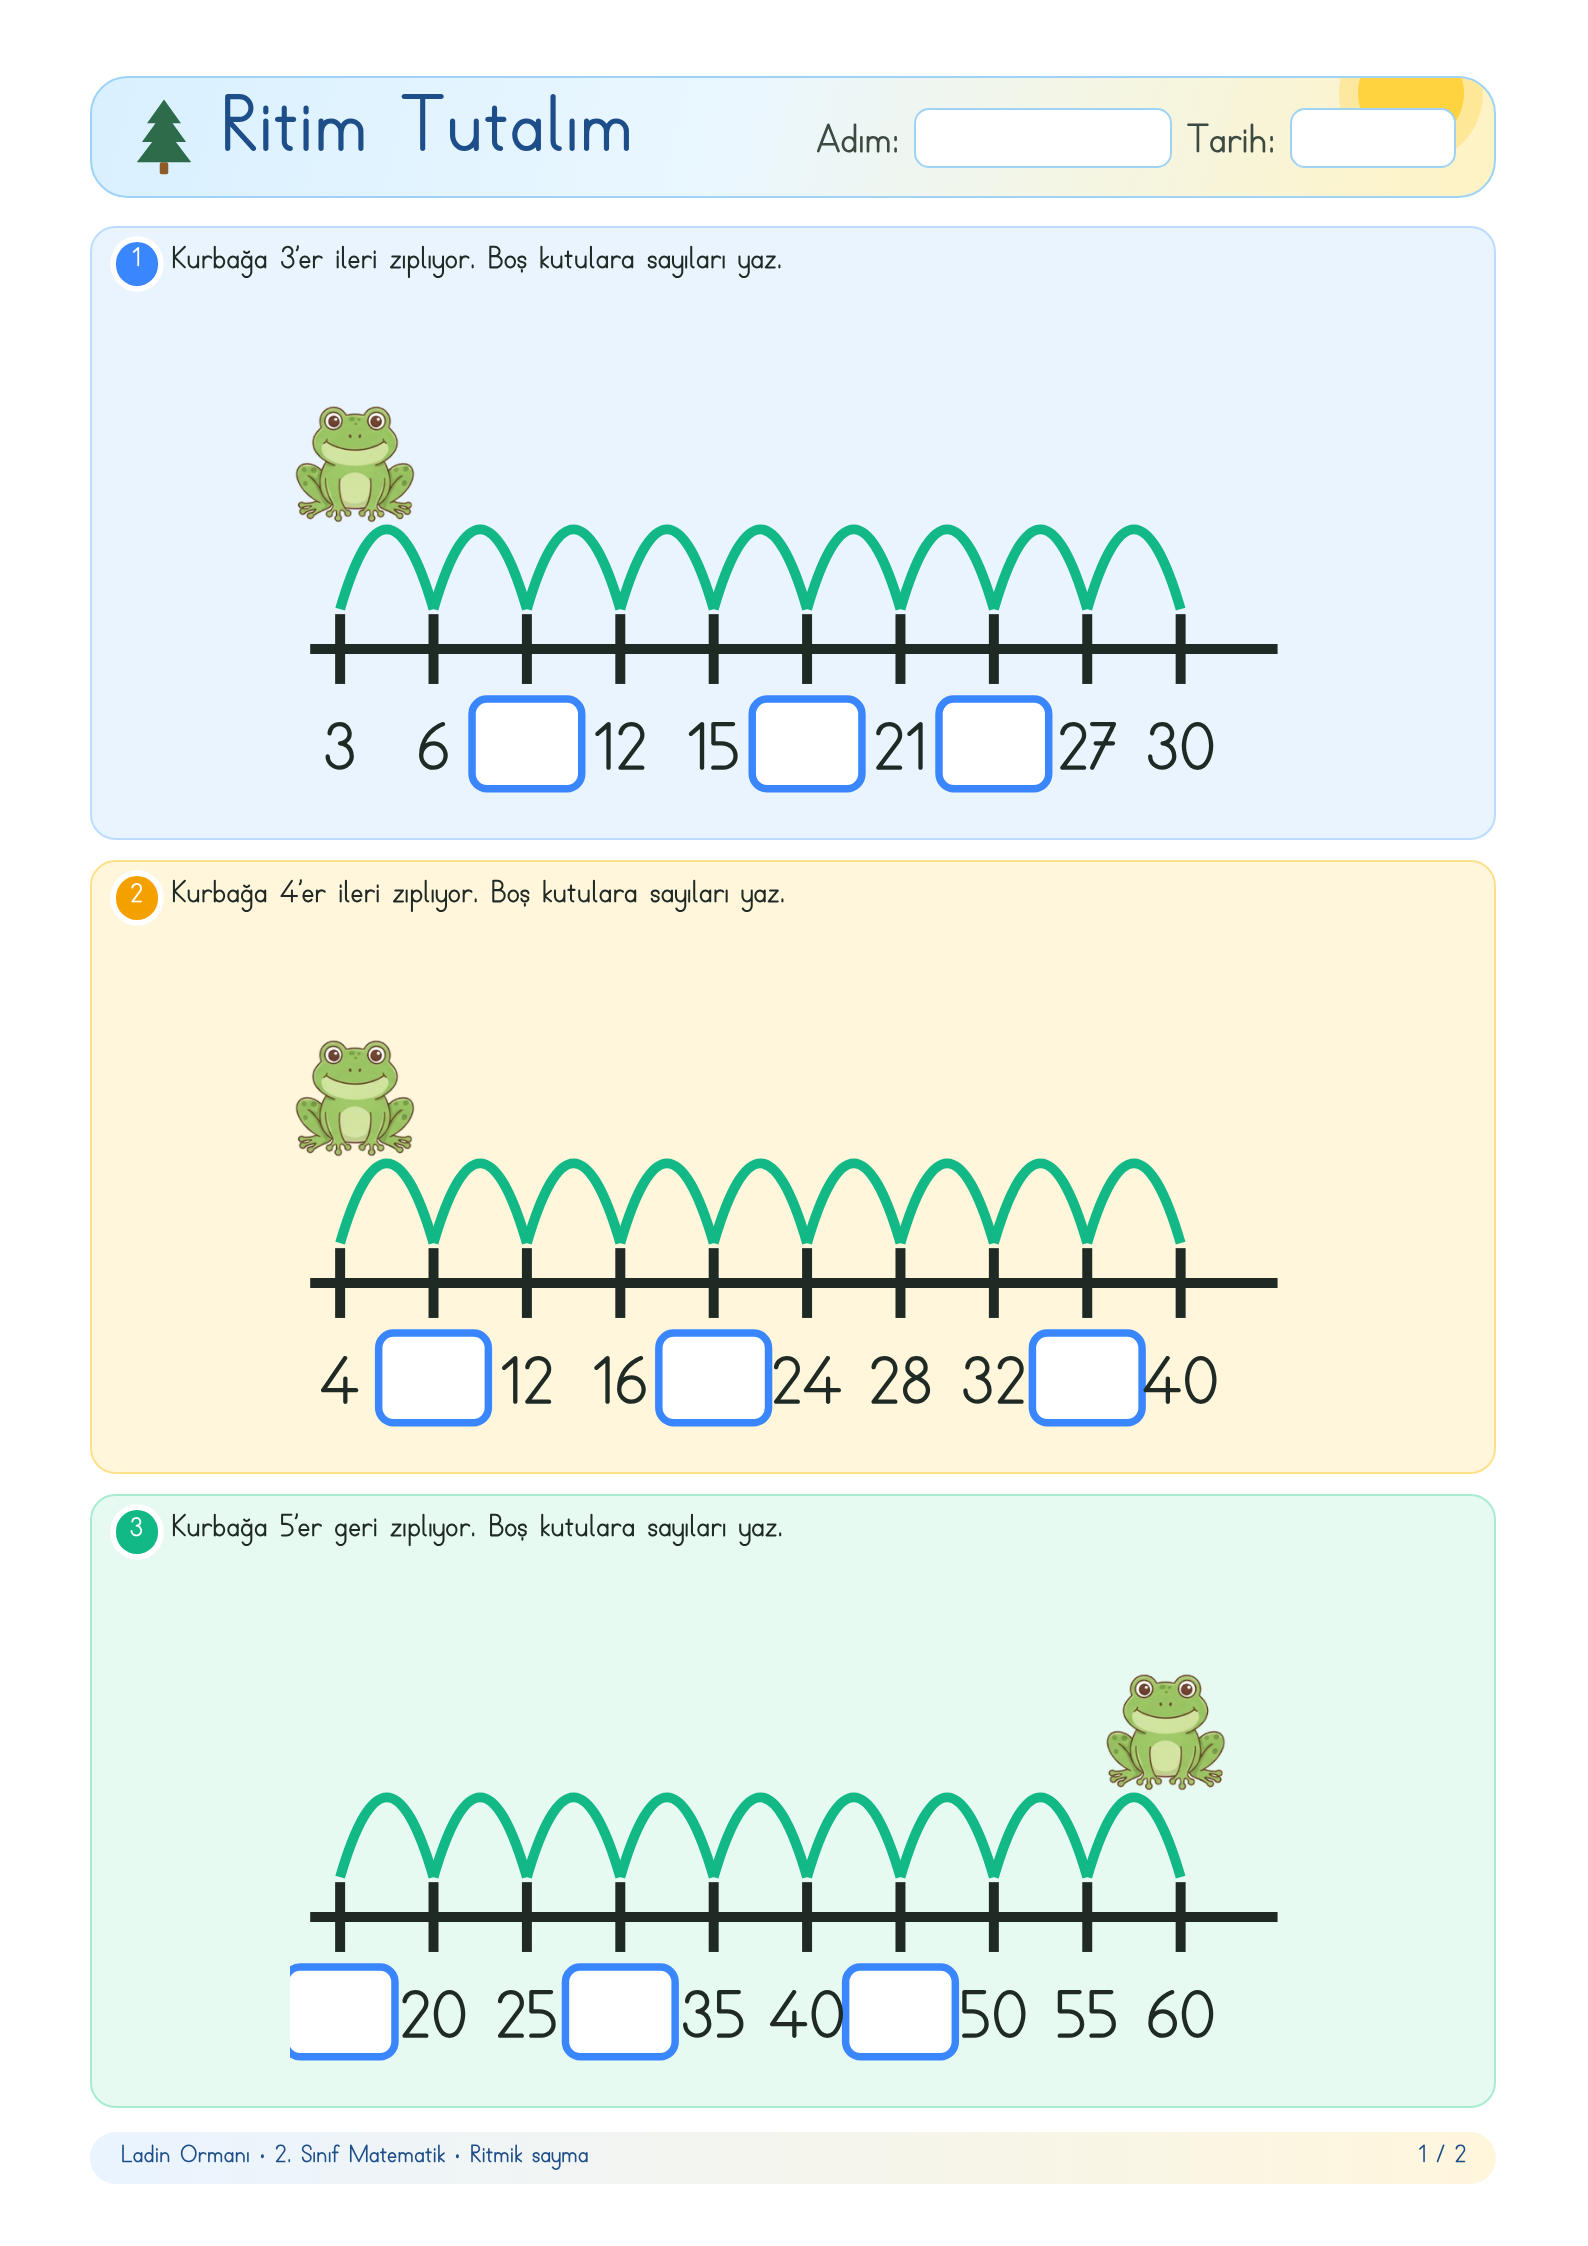 Ritim Tutalım
Adım: Tarih:
1 Kurbağa 3'er ileri zıplıyor. Boş kutulara sayıları yaz.
3 6 12 15 21 27 30
2 Kurbağa 4'er ileri zıplıyor. Boş kutulara sayıları yaz.
4 12 16 24 28 32 40
3 Kurbağa 5'er geri zıplıyor. Boş kutulara sayıları yaz.
20 25 35 40 50 55 60
Ladin Ormanı • 2. Sınıf Matematik • Ritmik sayma 1 / 2